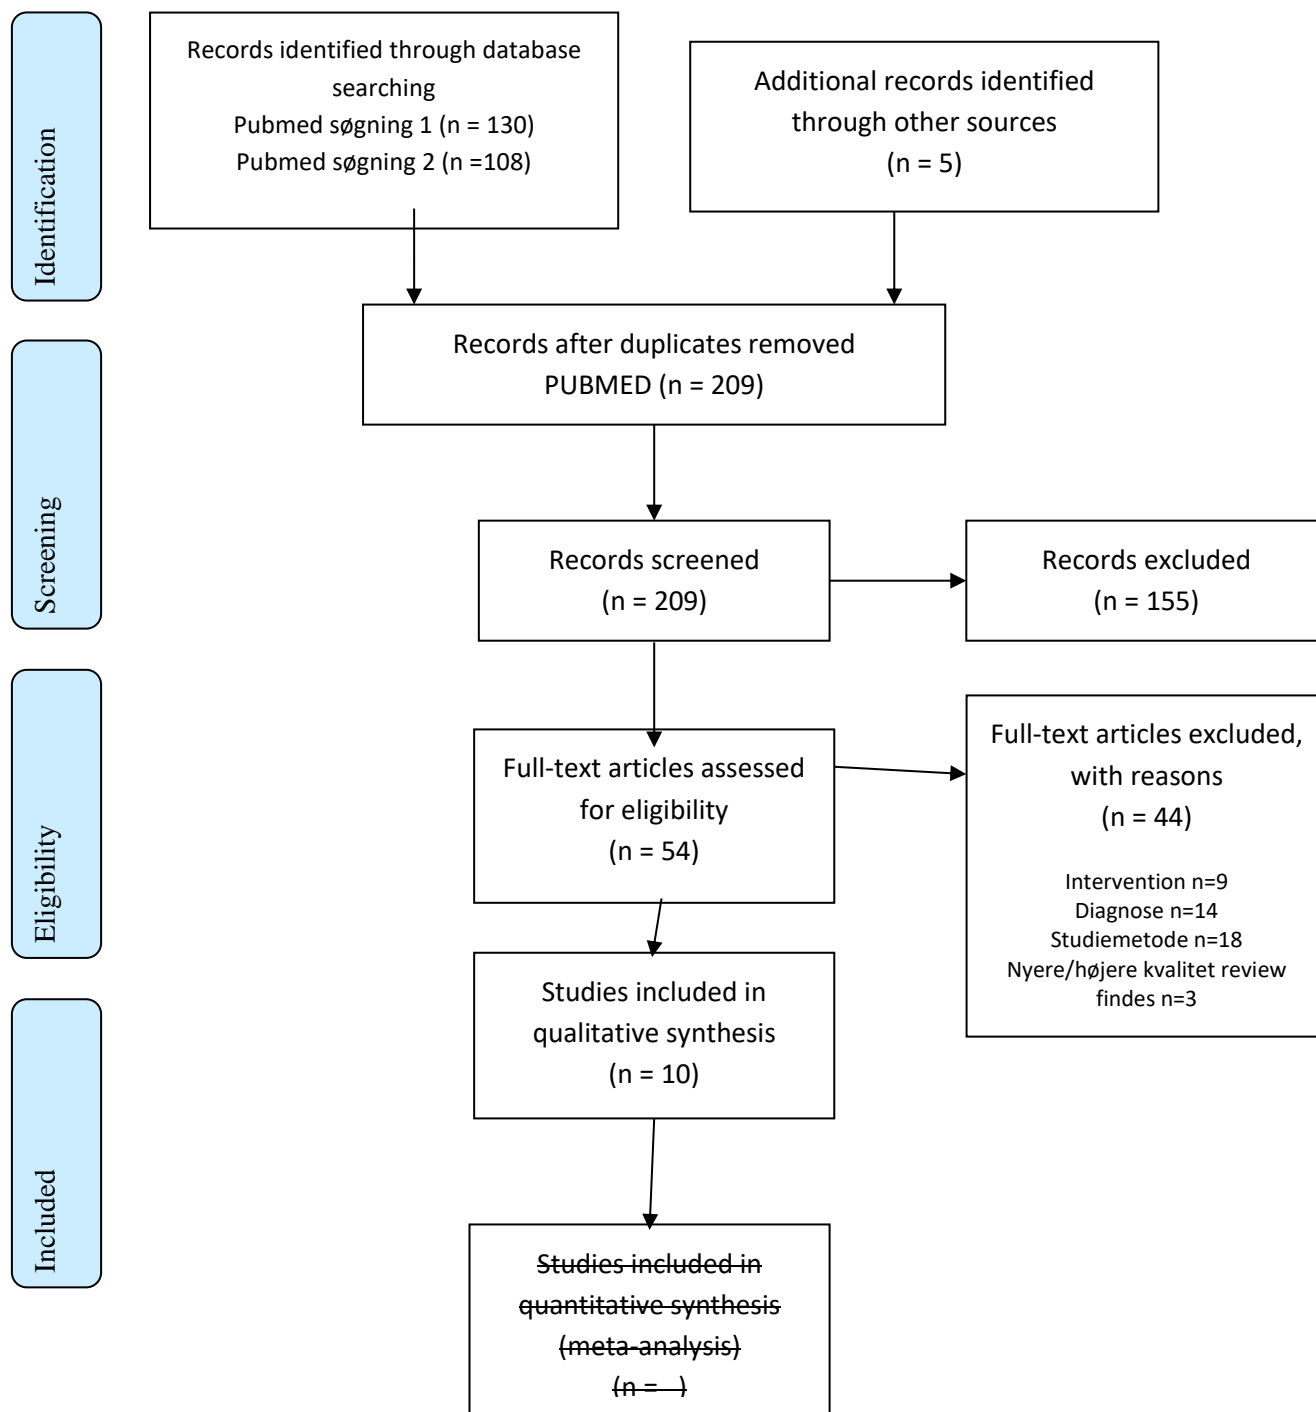 Identification
Records identified through database
searching
Pubmed søgning 1 (n = 130)
Pubmed søgning 2 (n =108)
Additional records identified
through other sources
(n = 5)
Records after duplicates removed
PUBMED (n = 209)
Screening
Records screened
(n = 209)
Records excluded
(n = 155)
Eligibility
Full-text articles assessed
for eligibility
(n = 54)
Full-text articles excluded,
with reasons
(n = 44)
Intervention n=9
Diagnose n=14
Studiemetode n=18
Nyere/højere kvalitet review
findes n=3
Studies included in
qualitative synthesis
(n = 10)
Included
Studies included in
quantitative synthesis
(meta-analysis)
(n = )